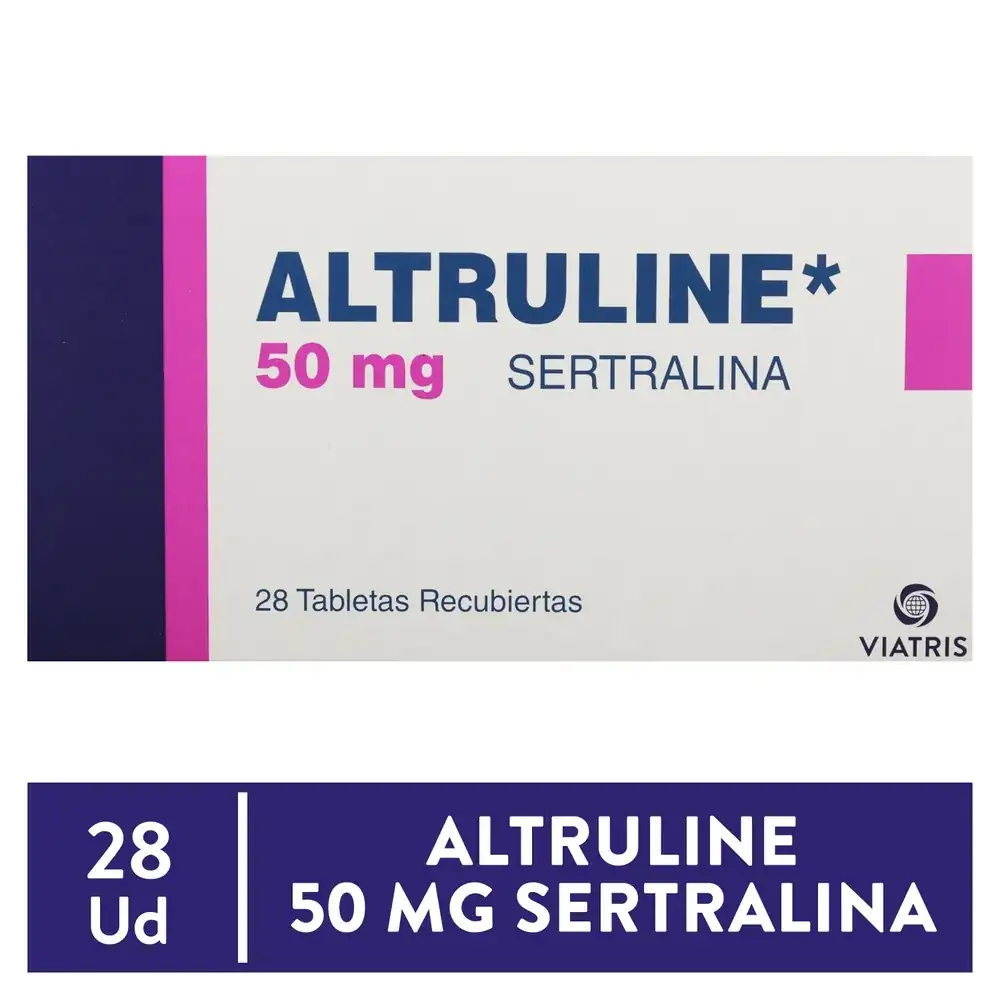 ALTRULINE*
50 mg SERTRALINA
28 Tabletas Recubiertas
VIATRIS
28
Ud
ALTRULINE
50 MG SERTRALINA